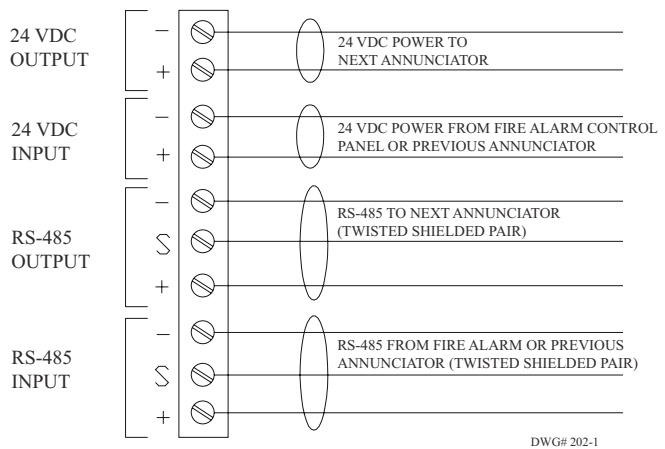 24 VDC
OUTPUT
−
+
24 VDC POWER TO
NEXT ANNUNCIATOR
24 VDC
INPUT
−
+
24 VDC POWER FROM FIRE ALARM CONTROL
PANEL OR PREVIOUS ANNUNCIATOR
RS-485
OUTPUT
−
S
+
RS-485 TO NEXT ANNUNCIATOR
(TWISTED SHIELDED PAIR)
RS-485
INPUT
−
S
+
RS-485 FROM FIRE ALARM OR PREVIOUS
ANNUNCIATOR (TWISTED SHIELDED PAIR)
DWG# 202-1